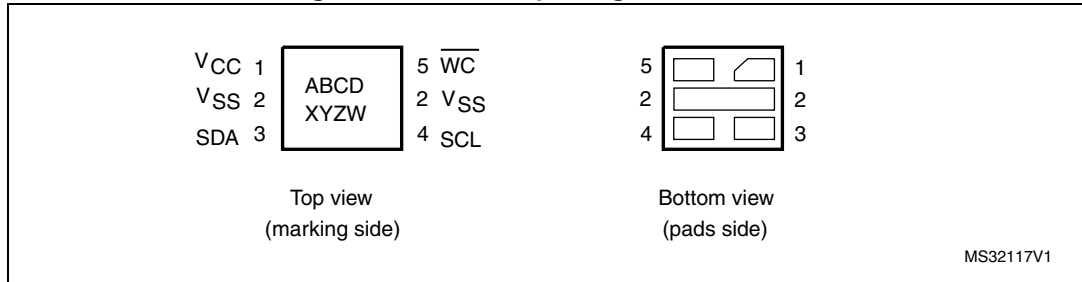 VCC 1 ABCD 5 W̅C̅ 5 1
VSS 2 XYZW 2 VSS 2 2
SDA 3 4 SCL 4 3
Top view Bottom view
(marking side) (pads side)
MS32117V1